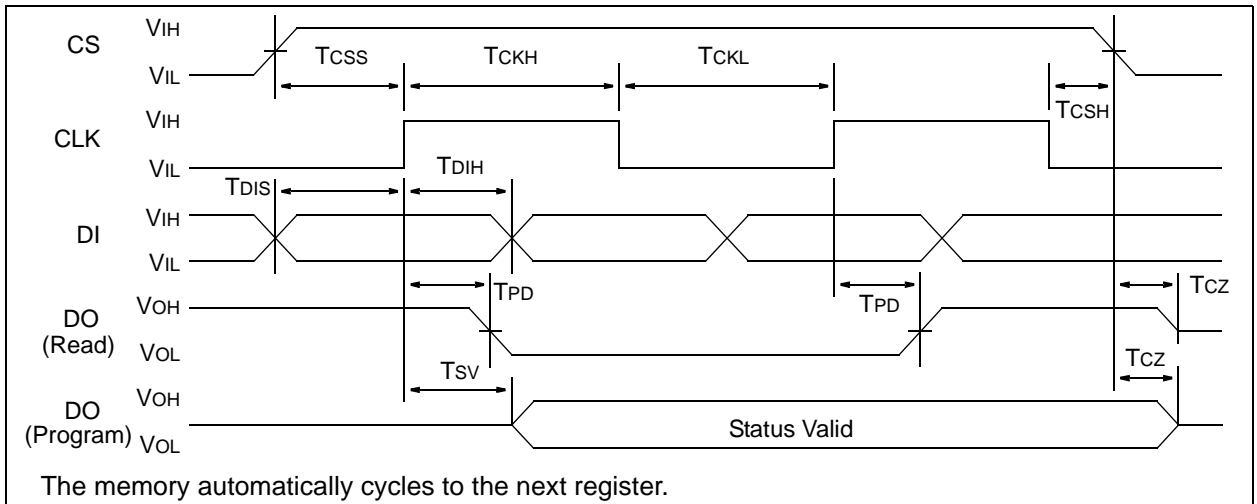 CS
VIH
VIL
TCSS
TCKH
TCKL
TCSH
CLK
VIH
VIL
TDIS
TDIH
DI
VIH
VIL
TPD
TPD
TCZ
DO
(Read)
VOH
VOL
TSV
TCZ
DO
(Program)
VOH
VOL
Status Valid
The memory automatically cycles to the next register.